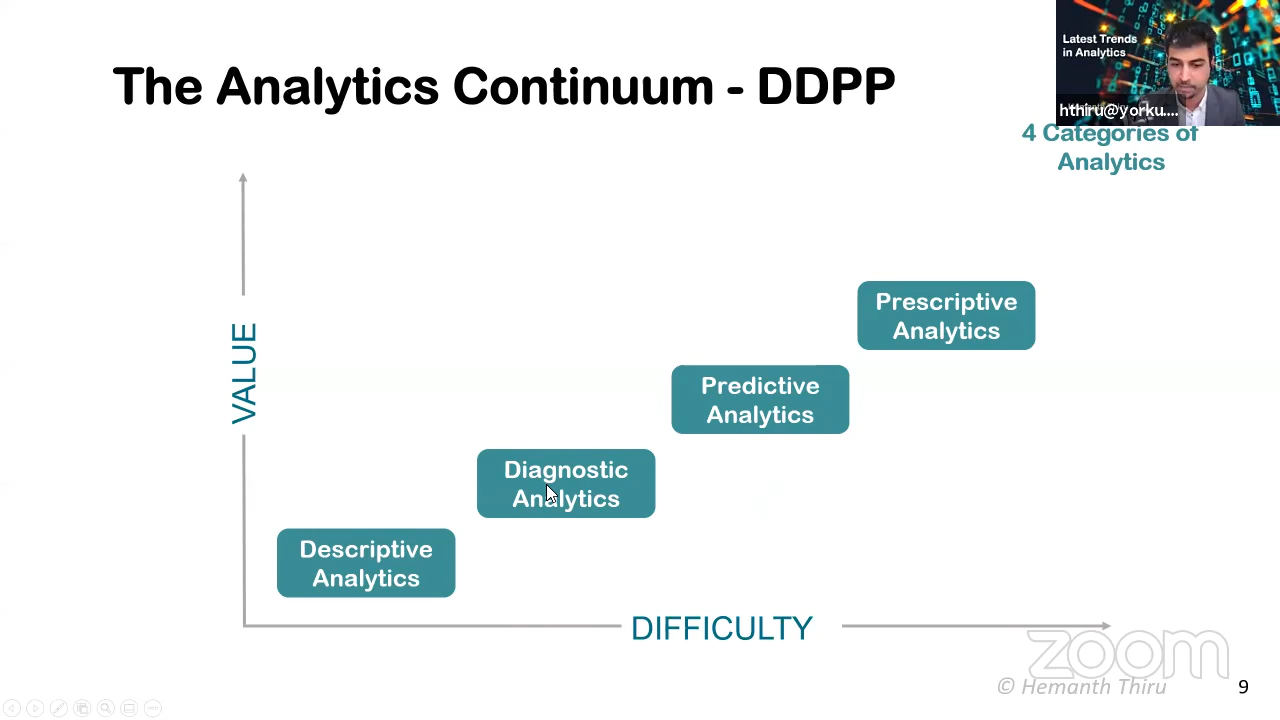 The Analytics Continuum - DDPP
Latest Trends
in Analytics
hthiru@yorku....
4 Categories of
Analytics
VALUE
Prescriptive
Analytics
Predictive
Analytics
Diagnostic
Analytics
Descriptive
Analytics
DIFFICULTY
zoom
© Hemanth Thiru
9